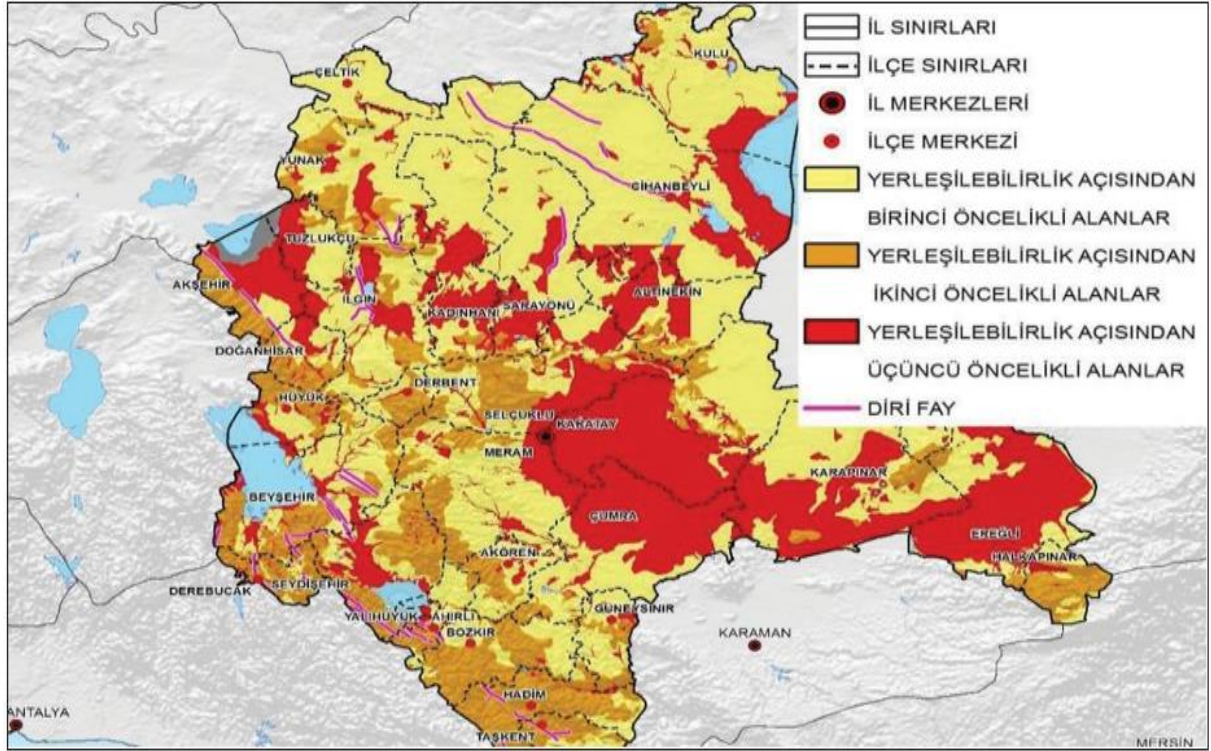 İL SINIRLARI
İLÇE SINIRLARI
İL MERKEZLERİ
İLÇE MERKEZİ
YERLEŞİLEBİLİRLİK AÇISINDAN
BİRİNCİ ÖNCELİKLİ ALANLAR
YERLEŞİLEBİLİRLİK AÇISINDAN
İKİNCİ ÖNCELİKLİ ALANLAR
YERLEŞİLEBİLİRLİK AÇISINDAN
ÜÇÜNCÜ ÖNCELİKLİ ALANLAR
DİRİ FAY
KULU
ÇELTİK
YUNAK
CİHANBEYLİ
TUZLUKÇU
AKŞEHİR
ILGIN
ALTINEKİN
SARAYÖNÜ
KADINHANI
DOĞANHİSAR
DERBENT
HÜYÜK
SELÇUKLU
KARATAY
MERAM
KARAPINAR
BEYŞEHİR
ÇUMRA
EREĞLİ
AKÖREN
HALKAPINAR
SEYDİŞEHİR
DEREBUCAK
YALIHÜYÜK
AHIRLI
GÜNEYSINIR
BOZKIR
KARAMAN
HADİM
ANTALYA
TAŞKENT
MERSİN